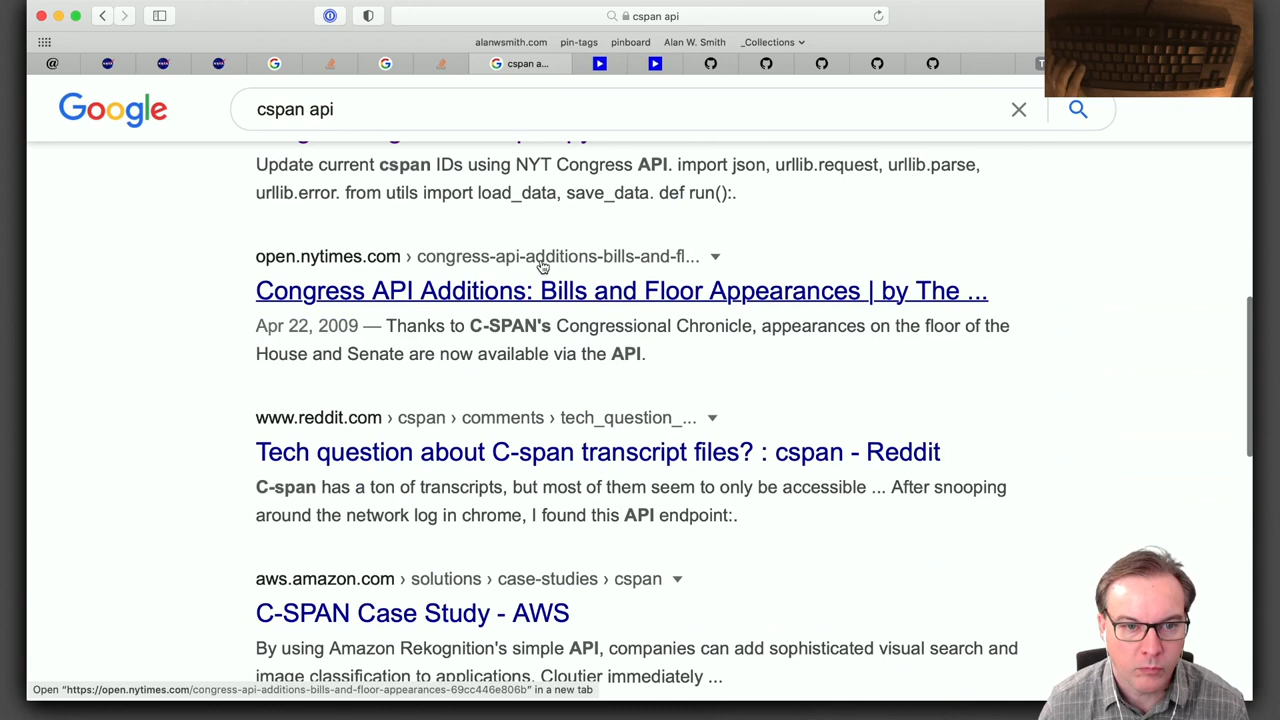 cspan api
alanwsmith.com pin-tags pinboard Alan W. Smith _Collections
cspan a...
Google
cspan api
Update current cspan IDs using NYT Congress API. import json, urllib.request, urllib.parse,
urllib.error. from utils import load_data, save_data. def run():.
open.nytimes.com › congress-api-additions-bills-and-fl...
Congress API Additions: Bills and Floor Appearances | by The ...
Apr 22, 2009 — Thanks to C-SPAN's Congressional Chronicle, appearances on the floor of the
House and Senate are now available via the API.
www.reddit.com › cspan › comments › tech_question_...
Tech question about C-span transcript files? : cspan - Reddit
C-span has a ton of transcripts, but most of them seem to only be accessible ... After snooping
around the network log in chrome, I found this API endpoint:.
aws.amazon.com › solutions › case-studies › cspan
C-SPAN Case Study - AWS
By using Amazon Rekognition's simple API, companies can add sophisticated visual search and
image classification to applications. Cloutier immediately ...
Open "https://open.nytimes.com/congress-api-additions-bills-and-floor-appearances-69cc446e806b" in a new tab